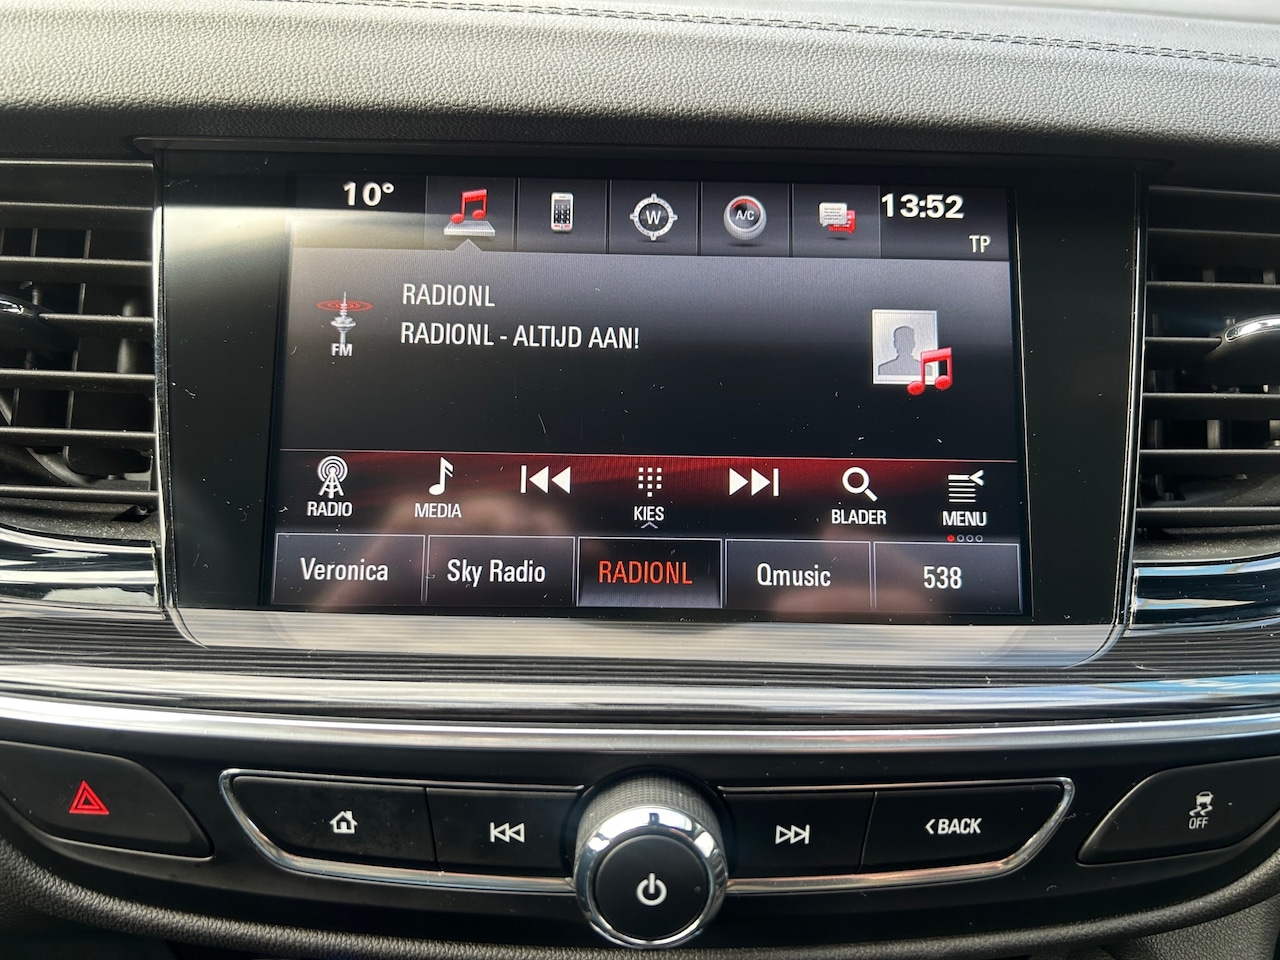 10°
W
A/C
13:52
TP
FM
RADIONL
RADIONL - ALTIJD AAN!
RADIO
MEDIA
KIES
BLADER
MENU
Veronica
Sky Radio
RADIONL
Qmusic
538
BACK
OFF